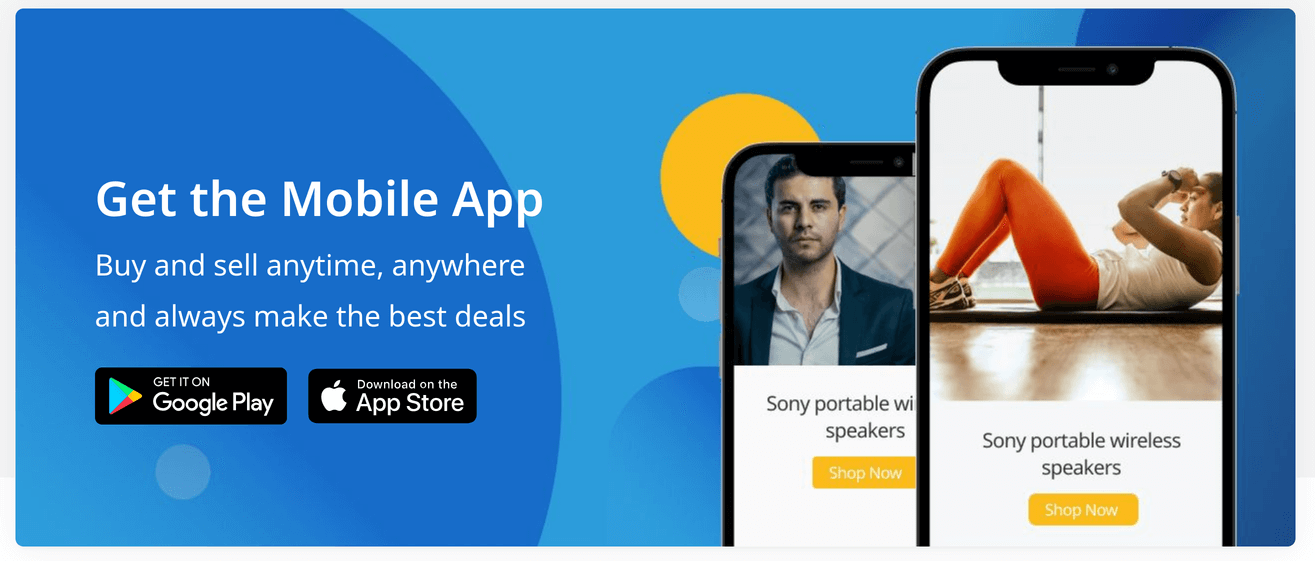 Get the Mobile App
Buy and sell anytime, anywhere
and always make the best deals
GET IT ON
Google Play
Download on the
App Store
Sony portable wi
speakers
Shop Now
Sony portable wireless
speakers
Shop Now